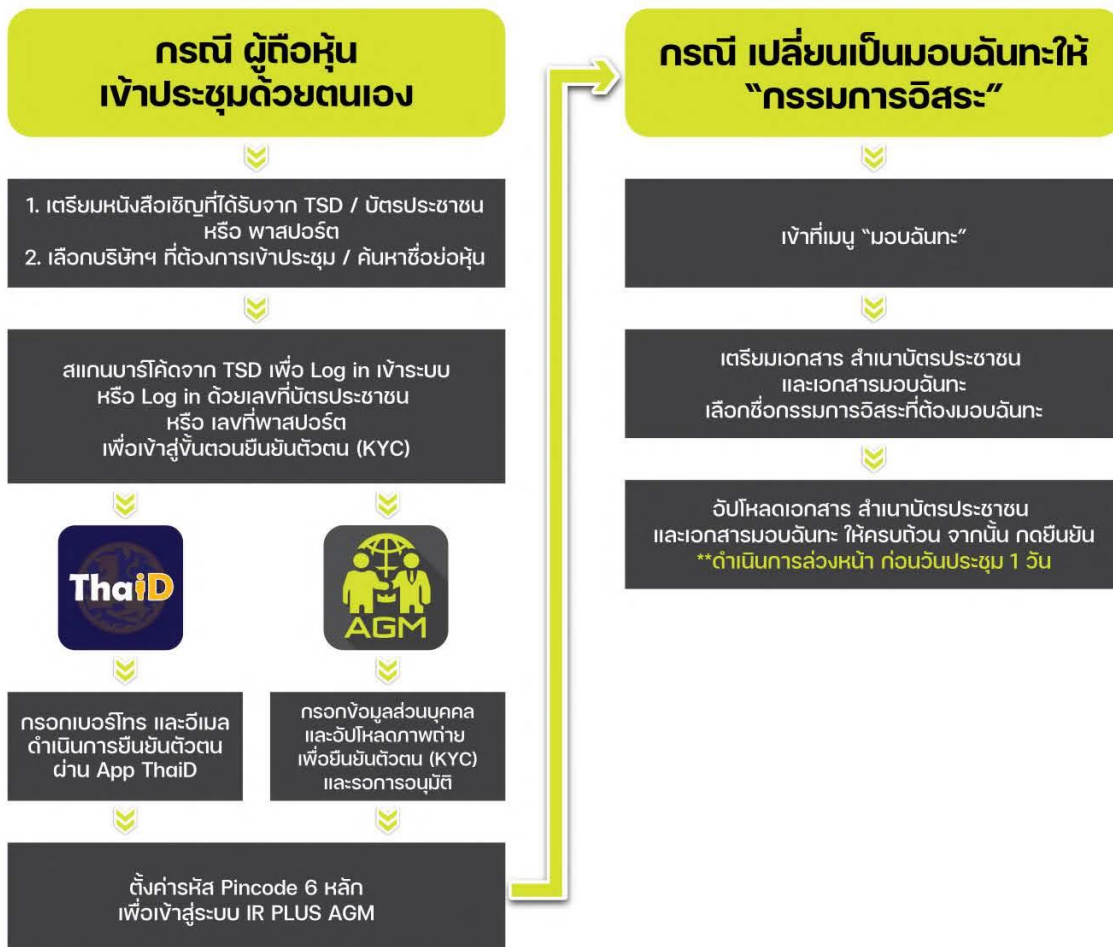 กรณี ผู้ถือหุ้น
เข้าประชุมด้วยตนเอง
1. เตรียมหนังสือเชิญที่ได้รับจาก TSD / บัตรประชาชน
หรือ พาสปอร์ต
2. เลือกบริษัทฯ ที่ต้องการเข้าประชุม / ค้นหาชื่อย่อหุ้น
สแกนบาร์โค้ดจาก TSD เพื่อ Log in เข้าระบบ
หรือ Log in ด้วยเลขที่บัตรประชาชน
หรือ เลขที่พาสปอร์ต
เพื่อเข้าสู่ขั้นตอนยืนยันตัวตน (KYC)
ThaiD
AGM
กรอกเบอร์โทร และอีเมล
ดำเนินการยืนยันตัวตน
ผ่าน App ThaiD
กรอกข้อมูลส่วนบุคคล
และอัปโหลดภาพถ่าย
เพื่อยืนยันตัวตน (KYC)
และรอการอนุมัติ
ตั้งค่ารหัส Pincode 6 หลัก
เพื่อเข้าสู่ระบบ IR PLUS AGM
กรณี เปลี่ยนเป็นมอบฉันทะให้
"กรรมการอิสระ"
เข้าที่เมนู "มอบฉันทะ"
เตรียมเอกสาร สำเนาบัตรประชาชน
และเอกสารมอบฉันทะ
เลือกชื่อกรรมการอิสระที่ต้องมอบฉันทะ
อัปโหลดเอกสาร สำเนาบัตรประชาชน
และเอกสารมอบฉันทะ ให้ครบถ้วน จากนั้น กดยืนยัน
**ดำเนินการล่วงหน้า ก่อนวันประชุม 1 วัน